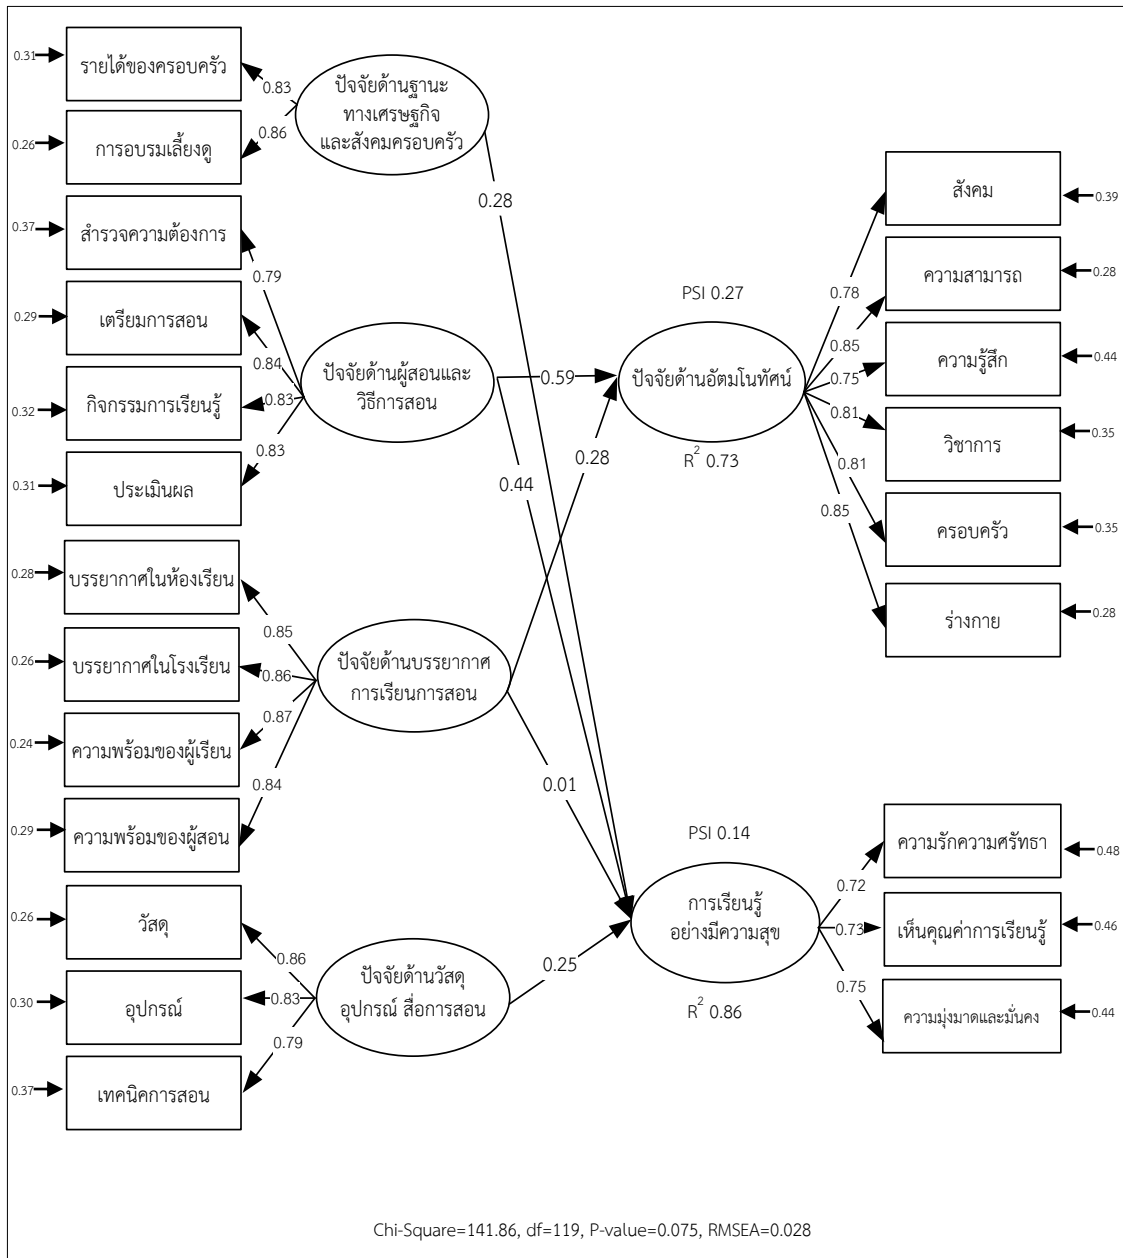 0.31
รายได้ของครอบครัว
0.83
ปัจจัยด้านฐานะ
ทางเศรษฐกิจ
และสังคมครอบครัว
0.26
การอบรมเลี้ยงดู
0.86
0.37
สำรวจความต้องการ
0.79
0.29
เตรียมการสอน
0.84
ปัจจัยด้านผู้สอนและ
วิธีการสอน
0.32
กิจกรรมการเรียนรู้
0.83
0.31
ประเมินผล
0.83
0.28
บรรยากาศในห้องเรียน
0.85
0.26
บรรยากาศในโรงเรียน
0.86
ปัจจัยด้านบรรยากาศ
การเรียนการสอน
0.24
ความพร้อมของผู้เรียน
0.87
0.29
ความพร้อมของผู้สอน
0.84
0.26
วัสดุ
0.86
0.30
อุปกรณ์
0.83
ปัจจัยด้านวัสดุ
อุปกรณ์ สื่อการสอน
0.37
เทคนิคการสอน
0.79
0.28
0.59
0.44
0.28
0.01
0.25
PSI 0.27
ปัจจัยด้านอัตมโนทัศน์
R² 0.73
0.78
สังคม
0.39
0.85
ความสามารถ
0.28
0.75
ความรู้สึก
0.44
0.81
วิชาการ
0.35
0.81
ครอบครัว
0.35
0.85
ร่างกาย
0.28
PSI 0.14
การเรียนรู้
อย่างมีความสุข
R² 0.86
0.72
ความรักความศรัทธา
0.48
0.73
เห็นคุณค่าการเรียนรู้
0.46
0.75
ความมุ่งมาดและมั่นคง
0.44
Chi-Square=141.86, df=119, P-value=0.075, RMSEA=0.028